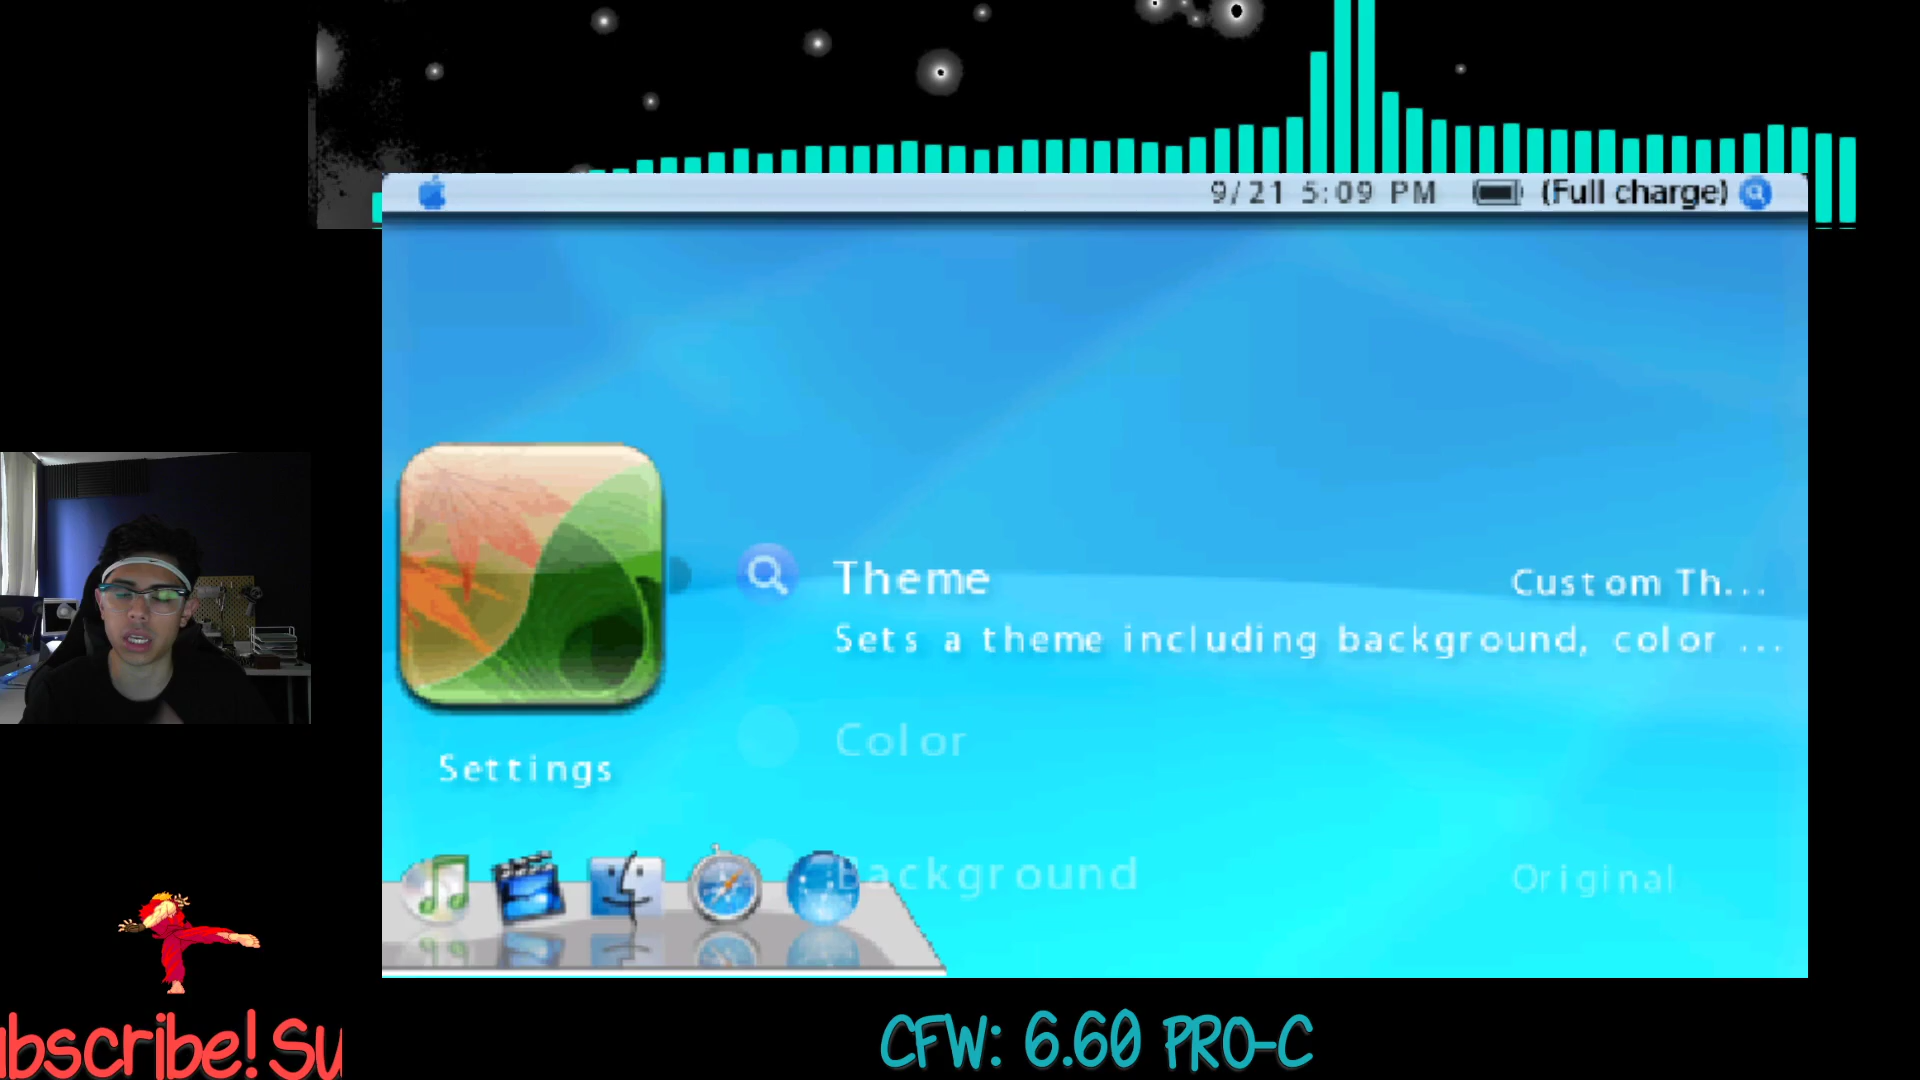 9/21 5:09 PM (Full charge)
Theme Custom Th...
Sets a theme including background, color ...
Color
Settings
Background Original
bscribe! Su
CFW: 6.60 PRO-C